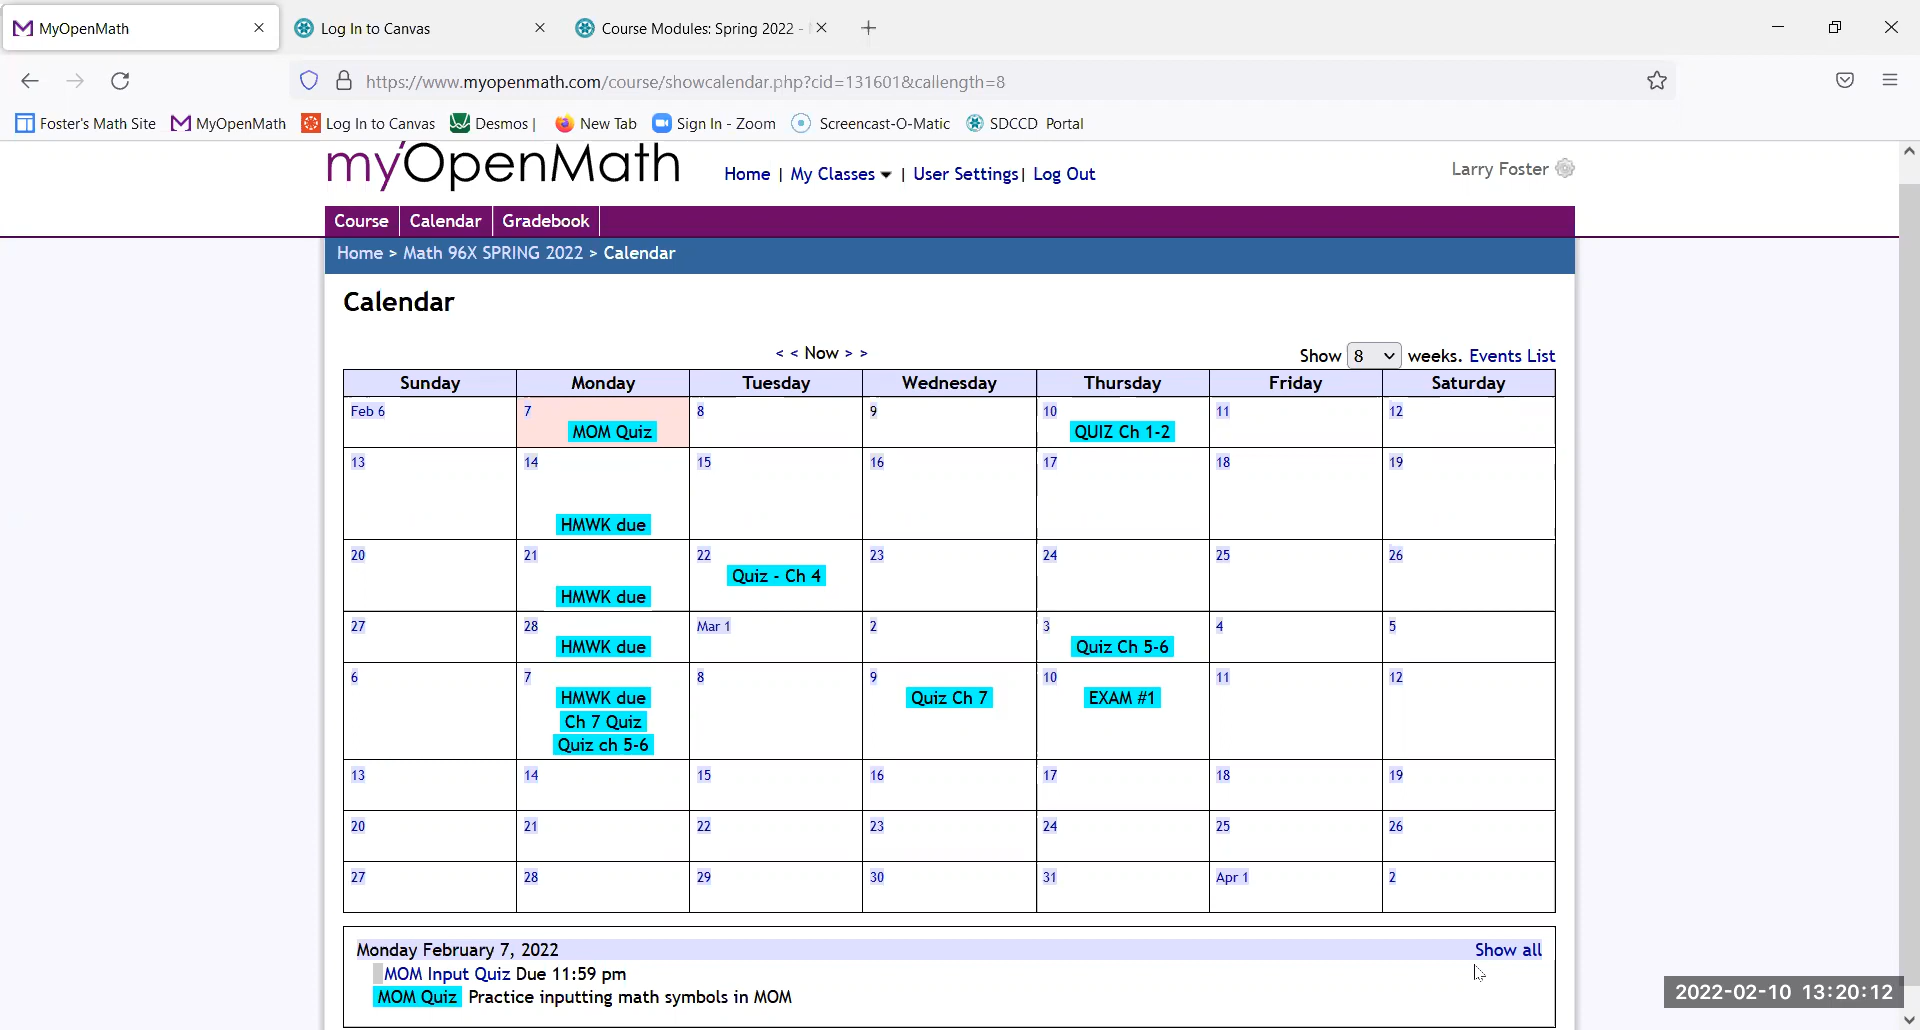 MyOpenMath
Log In to Canvas
Course Modules: Spring 2022 -
https://www.myopenmath.com/course/showcalendar.php?cid=131601&callength=8
Foster's Math Site MyOpenMath Log In to Canvas Desmos | New Tab Sign In - Zoom Screencast-O-Matic SDCCD Portal
myOpenMath
Home | My Classes | User Settings | Log Out
Larry Foster
Course Calendar Gradebook
Home > Math 96X SPRING 2022 > Calendar
Calendar
< < Now > >
Show 8 weeks. Events List
Sunday Monday Tuesday Wednesday Thursday Friday Saturday
Feb 6 7 8 9 10 11 12
MOM Quiz QUIZ Ch 1-2
13 14 15 16 17 18 19
HMWK due
20 21 22 23 24 25 26
Quiz - Ch 4
HMWK due
27 28 Mar 1 2 3 4 5
HMWK due Quiz Ch 5-6
6 7 8 9 10 11 12
HMWK due Quiz Ch 7 EXAM #1
Ch 7 Quiz
Quiz ch 5-6
13 14 15 16 17 18 19
20 21 22 23 24 25 26
27 28 29 30 31 Apr 1 2
Monday February 7, 2022 Show all
MOM Input Quiz Due 11:59 pm
MOM Quiz Practice inputting math symbols in MOM
2022-02-10 13:20:12